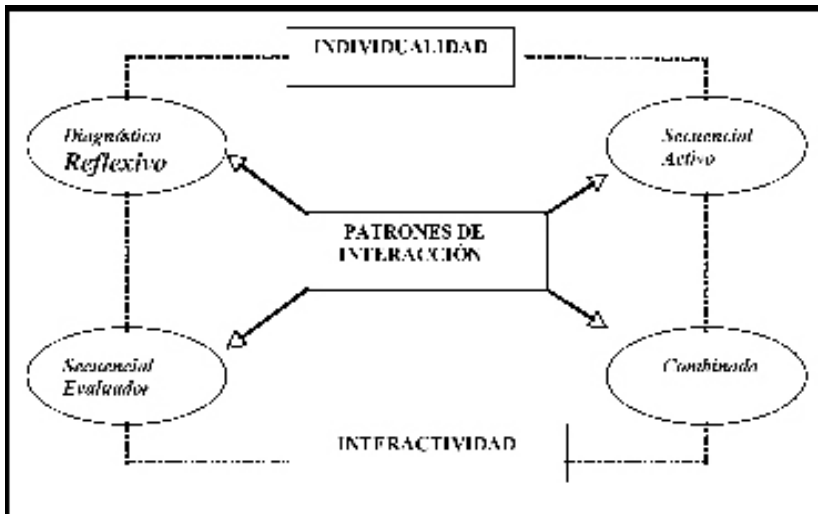 INDIVIDUALIDAD
Diagnóstico
Reflexivo
Secuencial
Activo
PATRONES DE
INTERACCIÓN
Secuencial
Evaluador
Combinado
INTERACTIVIDAD